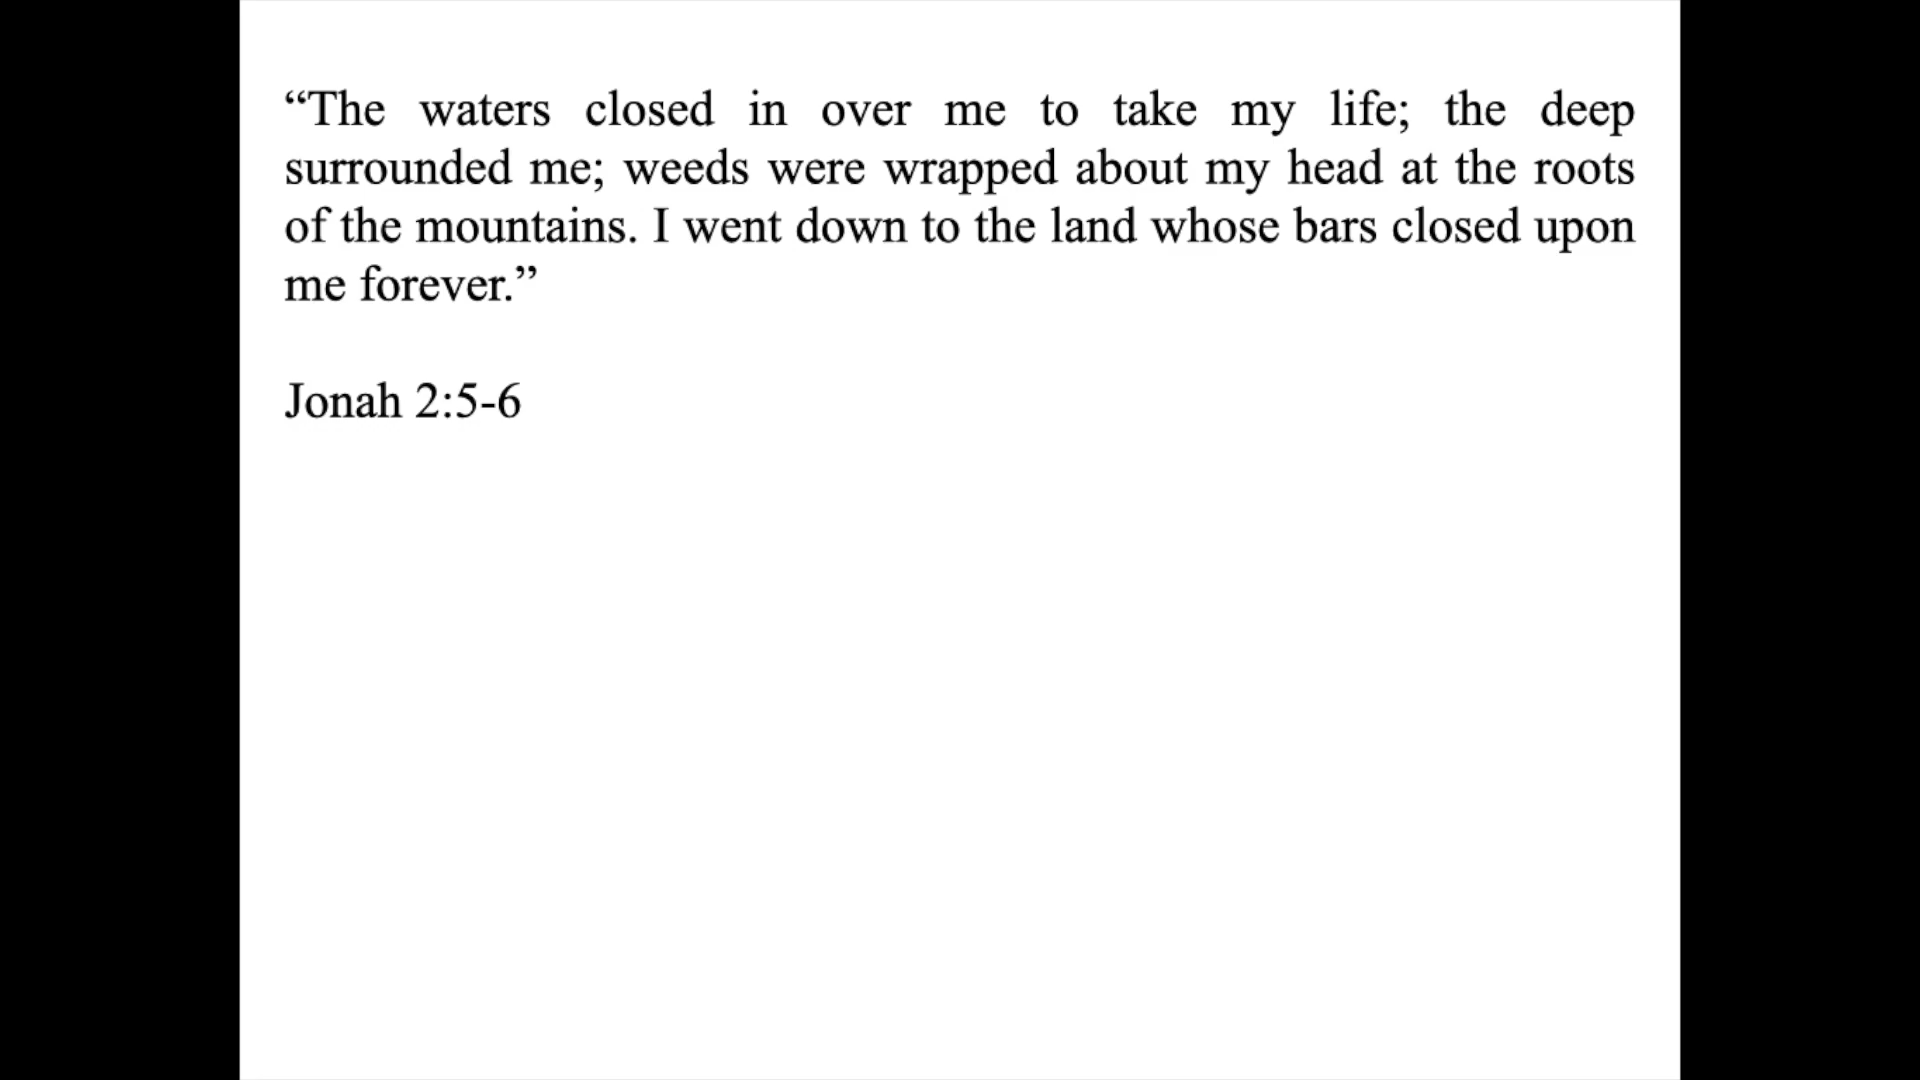 “The waters closed in over me to take my life; the deep
surrounded me; weeds were wrapped about my head at the roots
of the mountains. I went down to the land whose bars closed upon
me forever.”
Jonah 2:5-6